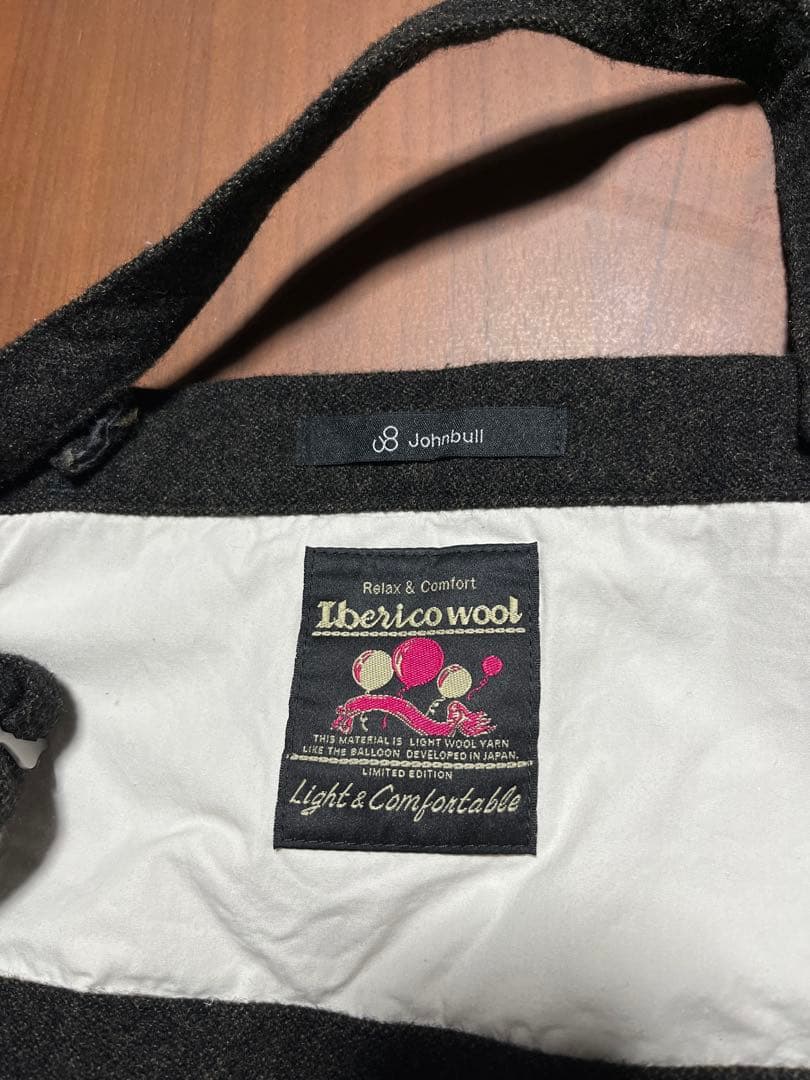 Johnbull
Relax & Comfort
Iberico wool
THIS MATERIAL IS LIGHT WOOL YARN
LIKE THE BALLOON DEVELOPED IN JAPAN.
LIMITED EDITION
Light & Comfortable